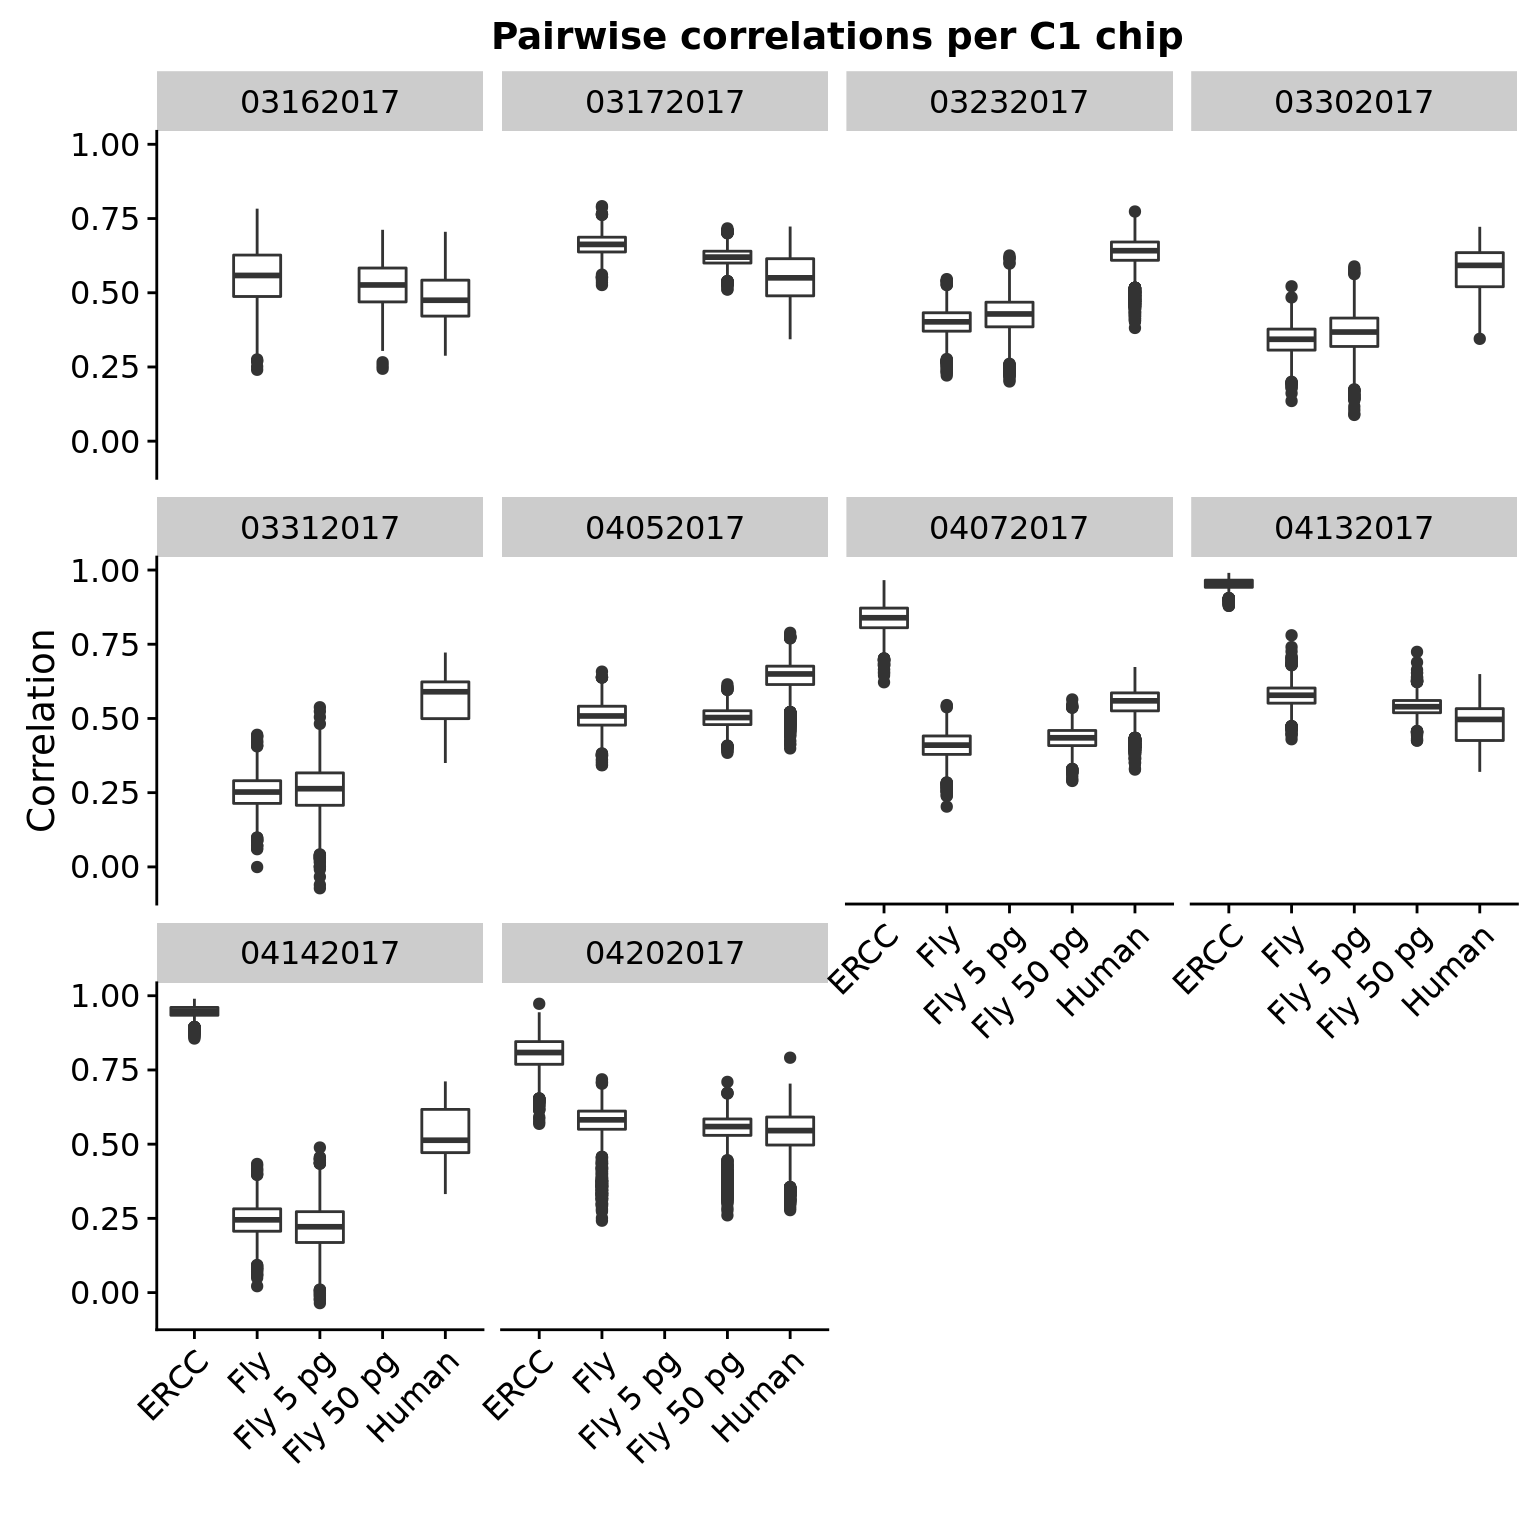 Pairwise correlations per C1 chip
03162017 03172017 03232017 03302017
1.00
0.75
0.50
0.25
0.00
03312017 04052017 04072017 04132017
1.00
0.75
0.50
0.25
0.00
Correlation
ERCC Fly Fly 5 pg Fly 50 pg Human ERCC Fly Fly 5 pg Fly 50 pg Human
04142017 04202017
1.00
0.75
0.50
0.25
0.00
ERCC Fly Fly 5 pg Fly 50 pg Human ERCC Fly Fly 5 pg Fly 50 pg Human